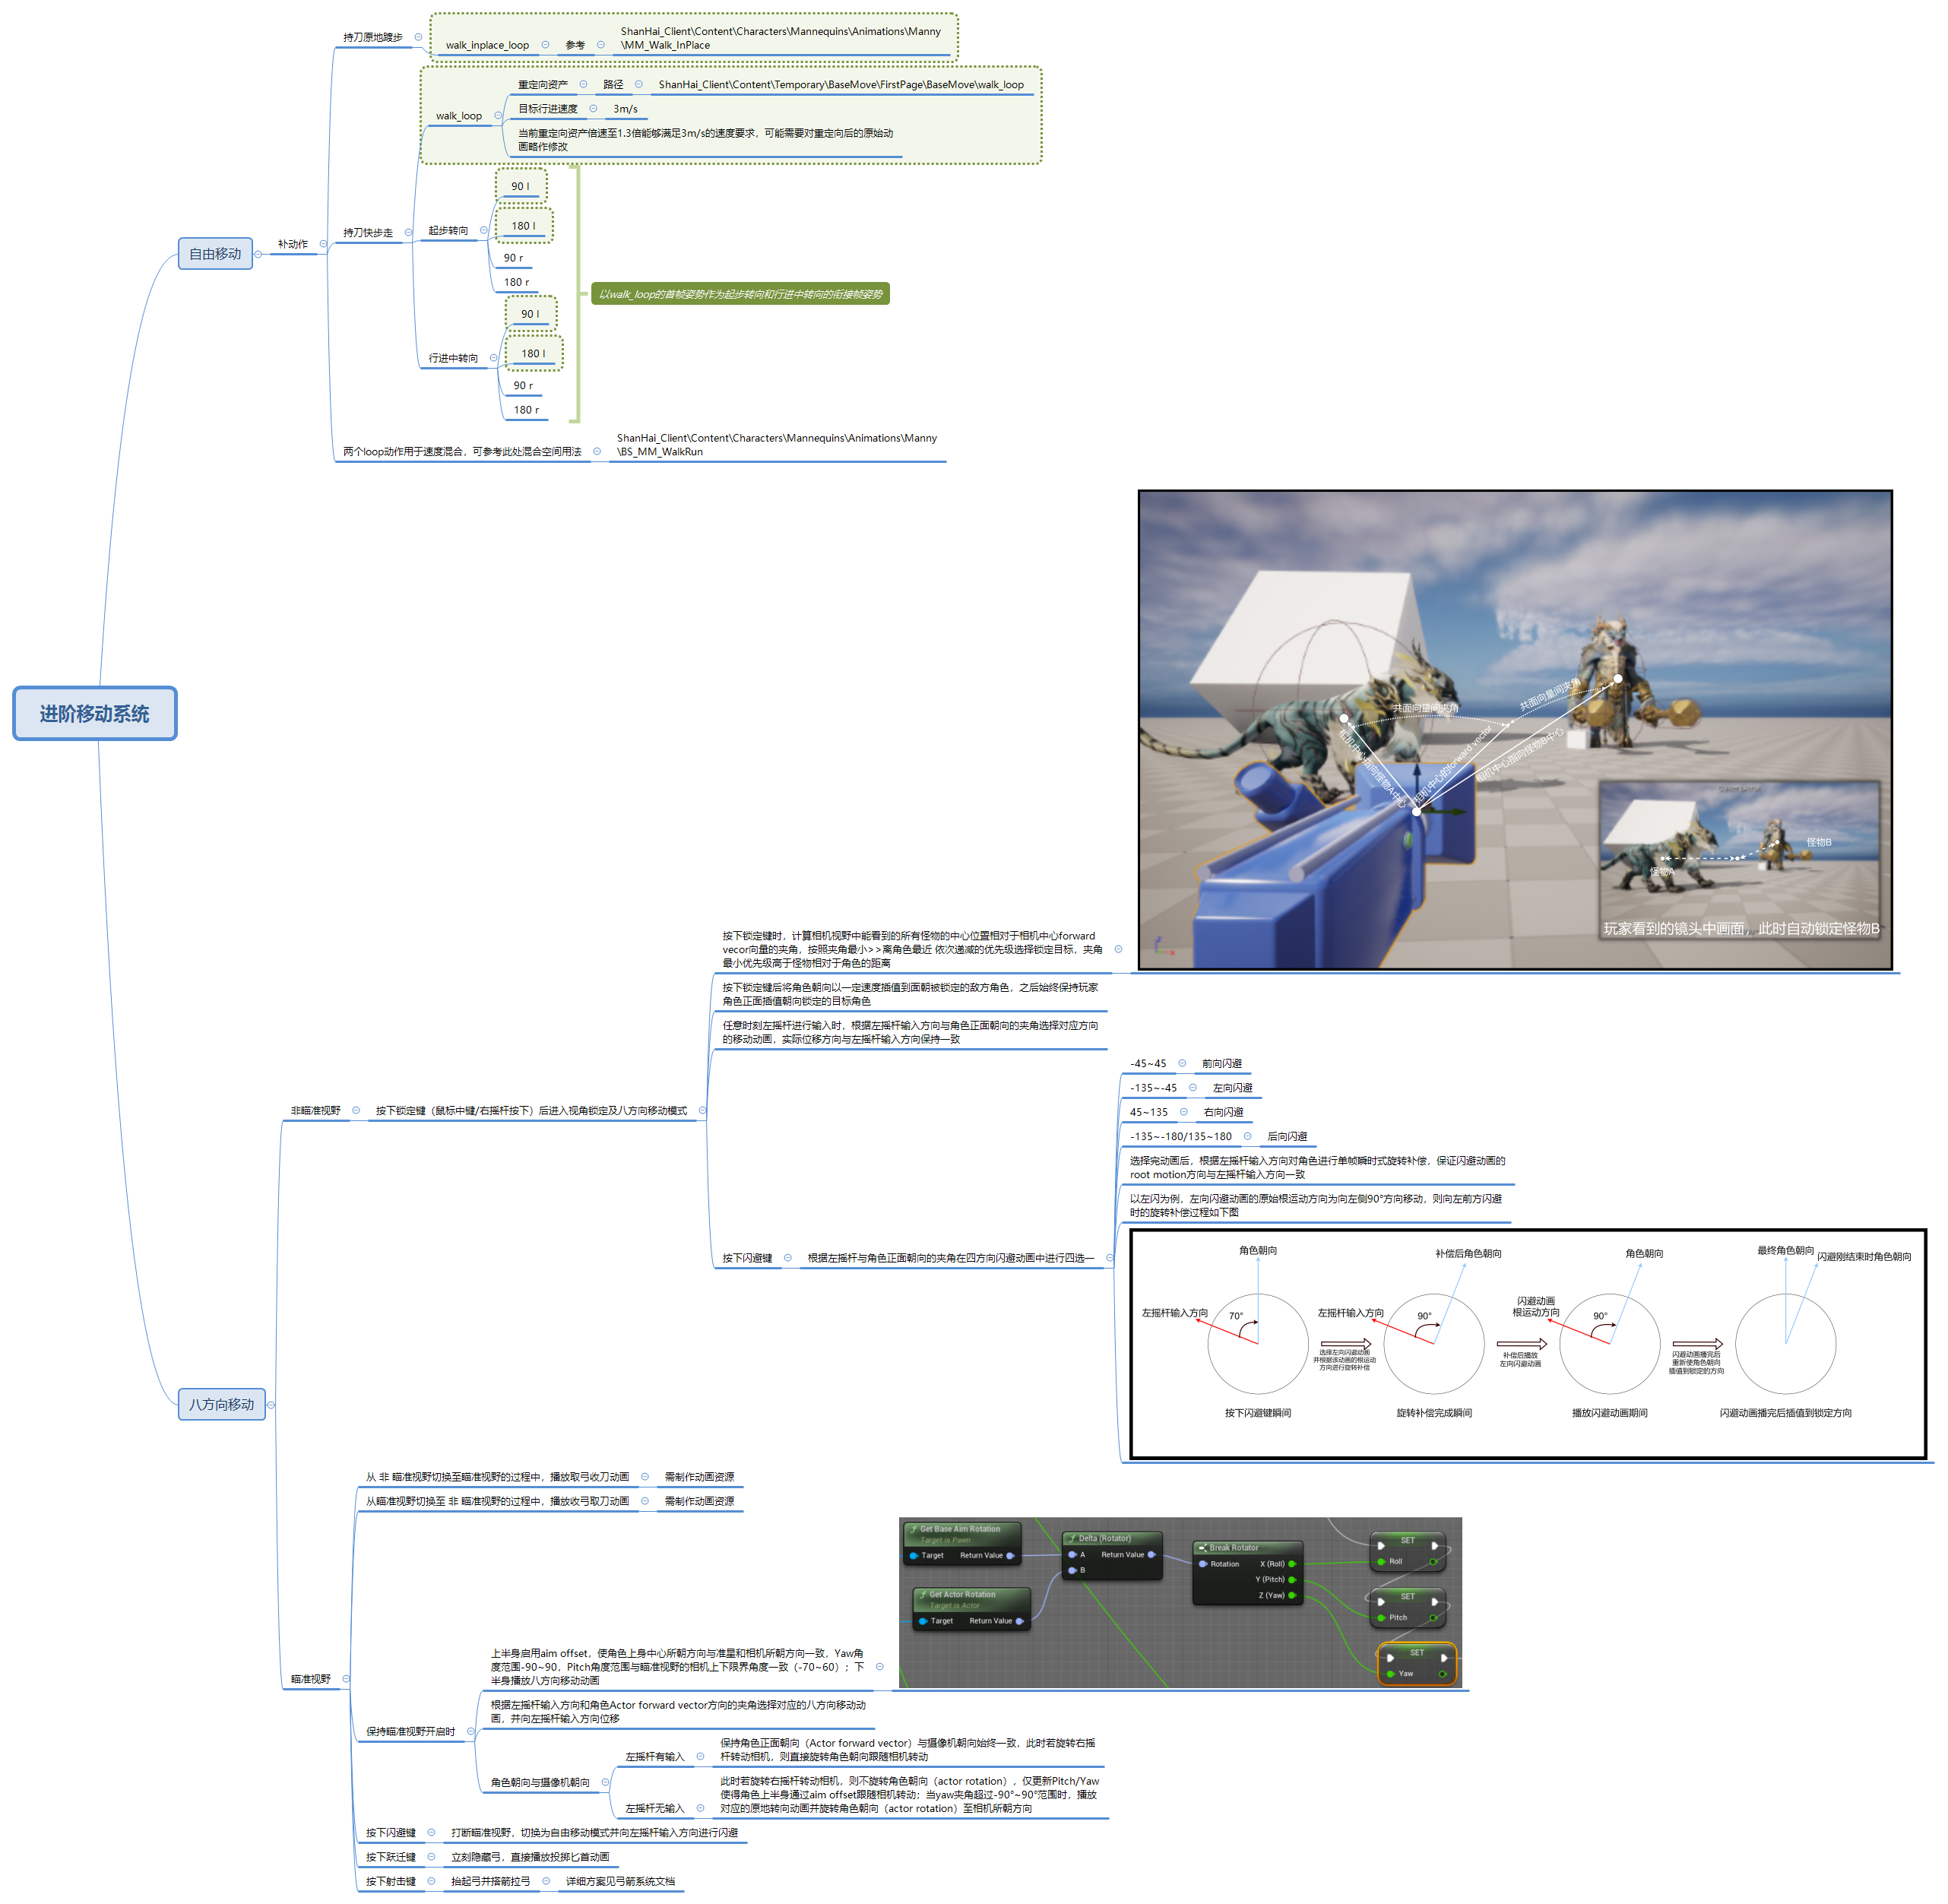 进阶移动系统
自由移动
补动作
持刀原地踱步
walk_inplace_loop
参考
ShanHai_Client\Content\Characters\Mannequins\Animations\Manny
\MM_Walk_InPlace
持刀快步走
walk_loop
重定向资产
路径
ShanHai_Client\Content\Temporary\BaseMove\FirstPage\BaseMove\walk_loop
目标行进速度
3m/s
当前重定向资产倍速至1.3倍能够满足3m/s的速度要求，可能需要对重定向后的原始动
画略作修改
起步转向
90 l
180 l
90 r
180 r
行进中转向
90 l
180 l
90 r
180 r
以walk_loop的首帧姿势作为起步转向和行进中转向的衔接帧姿势
两个loop动作用于速度混合，可参考此处混合空间用法
ShanHai_Client\Content\Characters\Mannequins\Animations\Manny
\BS_MM_WalkRun
八方向移动
非瞄准视野
按下锁定键（鼠标中键/右摇杆按下）后进入视角锁定及八方向移动模式
按下锁定键时，计算相机视野中能看到的所有怪物的中心位置相对于相机中心forward
vecor向量的夹角，按照夹角最小>>离角色最近 依次递减的优先级选择锁定目标，夹角
最小优先级高于怪物相对于角色的距离
共面向量间夹角
共面向量间夹角
相机中心指向怪物A中心
相机中心的forward vector
相机中心指向怪物B中心
怪物A
怪物B
玩家看到的镜头中画面，此时自动锁定怪物B
按下锁定键后将角色朝向以一定速度插值到面朝被锁定的敌方角色，之后始终保持玩家
角色正面插值朝向锁定的目标角色
任意时刻左摇杆进行输入时，根据左摇杆输入方向与角色正面朝向的夹角选择对应方向
的移动动画，实际位移方向与左摇杆输入方向保持一致
按下闪避键
根据左摇杆与角色正面朝向的夹角在四方向闪避动画中进行四选一
-45~45
前向闪避
-135~-45
左向闪避
45~135
右向闪避
-135~-180/135~180
后向闪避
选择完动画后，根据左摇杆输入方向对角色进行单帧瞬时式旋转补偿，保证闪避动画的
root motion方向与左摇杆输入方向一致
以左闪为例，左向闪避动画的原始根运动方向为向左侧90°方向移动，则向左前方闪避
时的旋转补偿过程如下图
角色朝向
左摇杆输入方向
70°
按下闪避键瞬间
选择左向闪避动画
并根据该动画的根运动
方向进行旋转补偿
补偿后角色朝向
左摇杆输入方向
90°
旋转补偿完成瞬间
补偿后播放
左向闪避动画
角色朝向
闪避动画
根运动方向
90°
播放闪避动画期间
闪避动画播完后
重新使角色朝向
插值到锁定的方向
最终角色朝向
闪避刚结束时角色朝向
闪避动画播完后插值到锁定方向
瞄准视野
从 非 瞄准视野切换至瞄准视野的过程中，播放取弓收刀动画
需制作动画资源
从瞄准视野切换至 非 瞄准视野的过程中，播放收弓取刀动画
需制作动画资源
保持瞄准视野开启时
上半身启用aim offset，使角色上身中心所朝方向与准星和相机所朝方向一致，Yaw角
度范围-90~90，Pitch角度范围与瞄准视野的相机上下限界角度一致（-70~60）；下
半身播放八方向移动动画
Get Base Aim Rotation
Target is Pawn
Target
Return Value
Get Actor Rotation
Target is Actor
Target
Return Value
Delta (Rotator)
A
Return Value
B
Break Rotator
Rotation
X (Roll)
Y (Pitch)
Z (Yaw)
SET
Roll
SET
Pitch
SET
Yaw
根据左摇杆输入方向和角色Actor forward vector方向的夹角选择对应的八方向移动动
画，并向左摇杆输入方向位移
角色朝向与摄像机朝向
左摇杆有输入
保持角色正面朝向（Actor forward vector）与摄像机朝向始终一致，此时若旋转右摇
杆转动相机，则直接旋转角色朝向跟随相机转动
左摇杆无输入
此时若旋转右摇杆转动相机，则不旋转角色朝向（actor rotation），仅更新Pitch/Yaw
使得角色上半身通过aim offset跟随相机转动；当yaw夹角超过-90°~90°范围时，播放
对应的原地转向动画并旋转角色朝向（actor rotation）至相机所朝方向
按下闪避键
打断瞄准视野，切换为自由移动模式并向左摇杆输入方向进行闪避
按下跃迁键
立刻隐藏弓，直接播放投掷匕首动画
按下射击键
抬起弓并搭箭拉弓
详细方案见弓箭系统文档